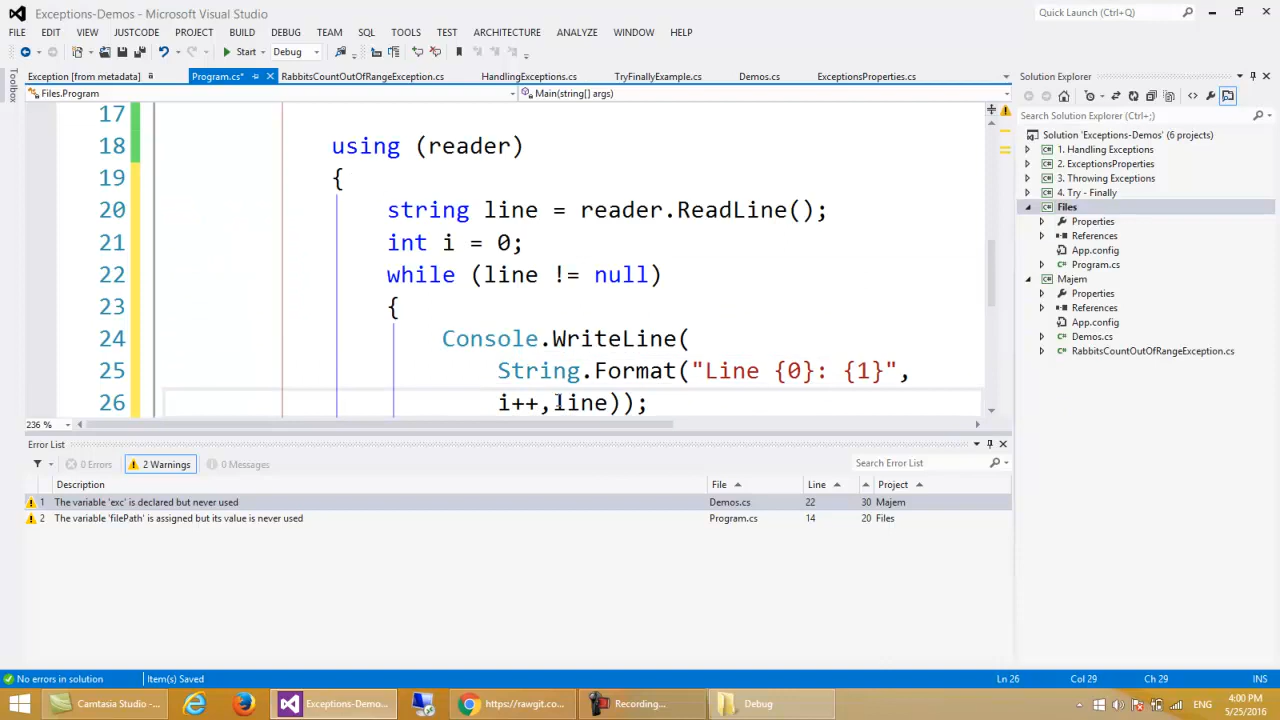 Exceptions-Demos - Microsoft Visual Studio
Quick Launch (Ctrl+Q)
FILE EDIT VIEW JUSTCODE PROJECT BUILD DEBUG TEAM SQL TOOLS TEST ARCHITECTURE ANALYZE WINDOW HELP
Start Debug
Toolbox
Exception [from metadata] Program.cs* RabbitsCountOutOfRangeException.cs HandlingExceptions.cs TryFinallyExample.cs Demos.cs ExceptionsProperties.cs
Files.Program Main(string[] args)
17
18 using (reader)
19 {
20 string line = reader.ReadLine();
21 int i = 0;
22 while (line != null)
23 {
24 Console.WriteLine(
25 String.Format("Line {0}: {1}",
26 i++,line));
236 %
Solution Explorer
Search Solution Explorer (Ctrl+;)
Solution 'Exceptions-Demos' (6 projects)
1. Handling Exceptions
2. ExceptionsProperties
3. Throwing Exceptions
4. Try - Finally
Files
Properties
References
App.config
Program.cs
Majem
Properties
References
App.config
Demos.cs
RabbitsCountOutOfRangeException.cs
Error List
0 Errors 2 Warnings 0 Messages
Search Error List
Description File Line Project
1 The variable 'exc' is declared but never used Demos.cs 22 30 Majem
2 The variable 'filePath' is assigned but its value is never used Program.cs 14 20 Files
No errors in solution Item(s) Saved Ln 26 Col 29 Ch 29 INS
Camtasia Studio -... Exceptions-Demo... https://rawgit.co... Recording... Debug
ENG
4:00 PM
5/25/2016